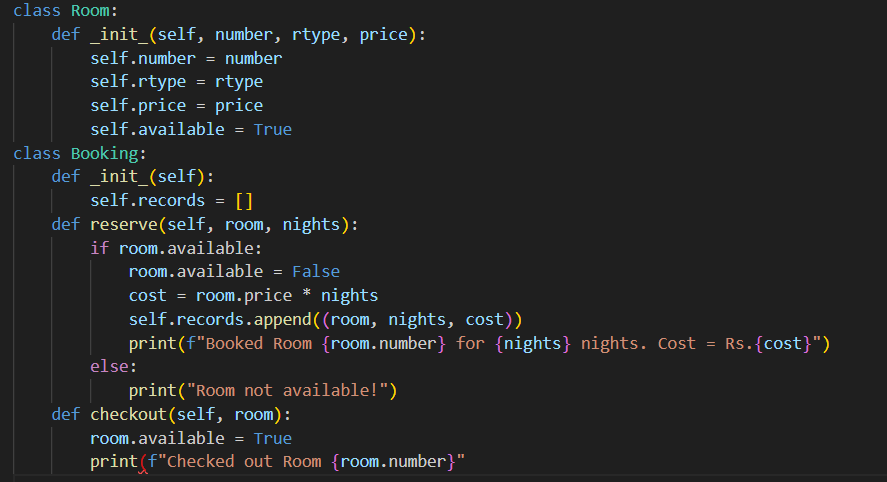 class Room:
    def _init_(self, number, rtype, price):
        self.number = number
        self.rtype = rtype
        self.price = price
        self.available = True
class Booking:
    def _init_(self):
        self.records = []
    def reserve(self, room, nights):
        if room.available:
            room.available = False
            cost = room.price * nights
            self.records.append((room, nights, cost))
            print(f"Booked Room {room.number} for {nights} nights. Cost = Rs.{cost}")
        else:
            print("Room not available!")
    def checkout(self, room):
        room.available = True
        print(f"Checked out Room {room.number}"